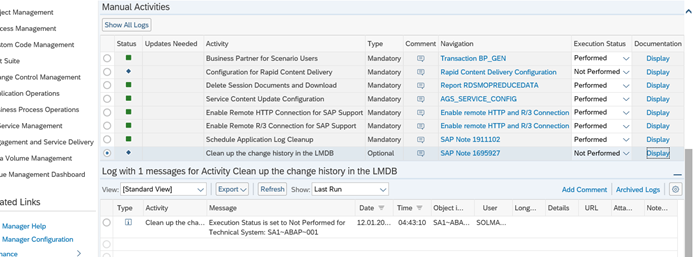 ject Management
Manual Activities
Show All Logs
cess Management
Status Updates Needed Activity Type Comment Navigation Execution Status Documentation
tom Code Management
Business Partner for Scenario Users Mandatory Transaction BP_GEN Performed Display
t Suite
Configuration for Rapid Content Delivery Mandatory Rapid Content Delivery Configuration Not Performed Display
ange Control Management
Delete Session Documents and Download Mandatory Report RDSMOPREDUCEDATA Performed Display
plication Operations
Service Content Update Configuration Mandatory AGS_SERVICE_CONFIG Performed Display
siness Process Operations
Enable Remote HTTP Connection for SAP Support Mandatory Enable remote HTTP and R/3 Connection Performed Display
Service Management
Enable Remote R/3 Connection for SAP Support Mandatory Enable remote HTTP and R/3 Connection Performed Display
gagement and Service Delivery
Schedule Application Log Cleanup Mandatory SAP Note 1911102 Performed Display
a Volume Management
Clean up the change history in the LMDB Optional SAP Note 1695927 Not Performed Display
ue Management Dashboard
Log with 1 messages for Activity Clean up the change history in the LMDB
View: [Standard View] Export Refresh Show: Last Run Add Comment Archived Logs
ated Links
Type Activity Message Date Time Object i... User Long... Details URL Atta... Note...
Manager Help
Clean up the cha... Execution Status is set to Not Performed for 12.01.20... 04:43:10 SA1~ABA... SOLMA...
Technical System: SA1~ABAP~001
Manager Configuration
nance